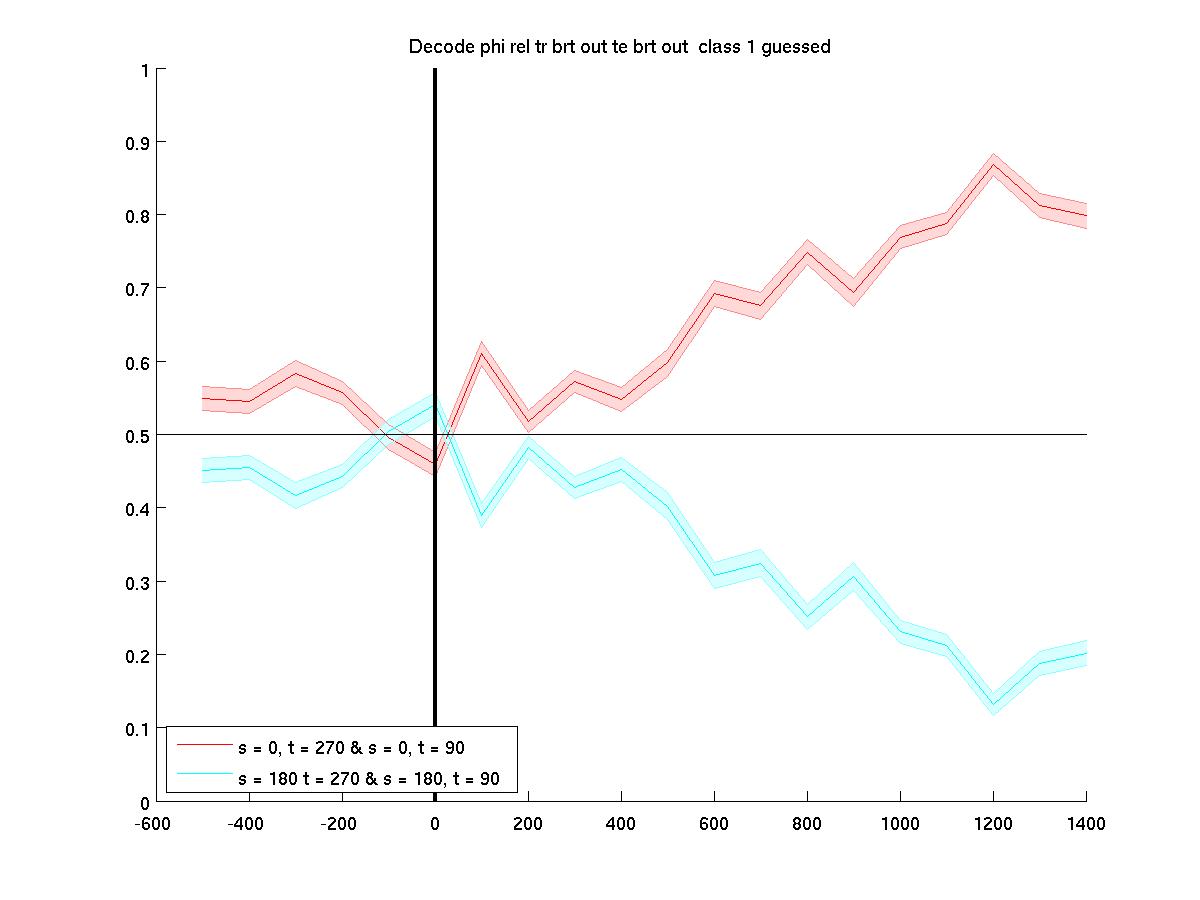 Decode phi rel tr brt out te brt out  class 1 guessed
1
0.9
0.8
0.7
0.6
0.5
0.4
0.3
0.2
0.1
0
s = 0, t = 270 & s = 0, t = 90
s = 180 t = 270 & s = 180, t = 90
-600 -400 -200 0 200 400 600 800 1000 1200 1400